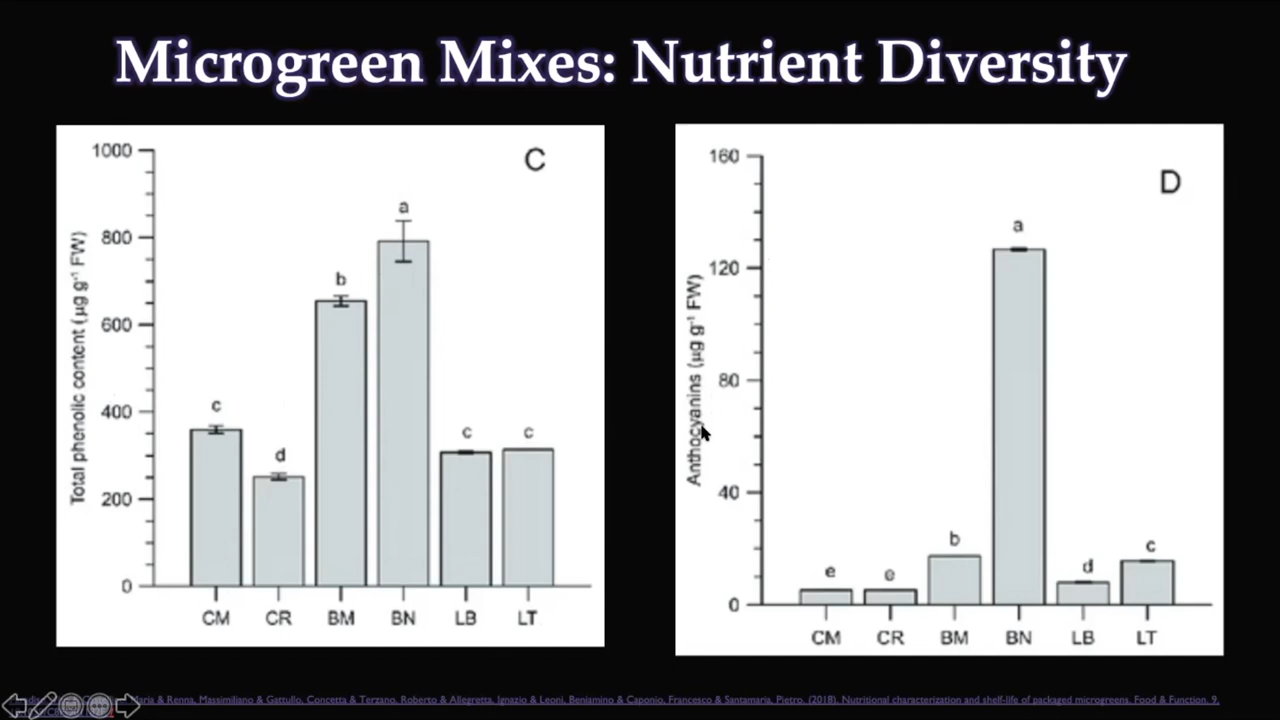 Microgreen Mixes: Nutrient Diversity
C
1000
800
600
400
200
0
Total phenolic content (µg g⁻¹ FW)
c
d
b
a
c
c
CM CR BM BN LB LT
D
160
120
80
40
0
Anthocyanins (µg g⁻¹ FW)
e
e
b
a
d
c
CM CR BM BN LB LT
& Renna, Massimiliano & Gattullo, Concetta & Terzano, Roberto & Allegretta, Ignazio & Leoni, Beniamino & Caponio, Francesco & Santamaria, Pietro. (2018). Nutritional characterization and shelf-life of packaged microgreens. Food & Function. 9.